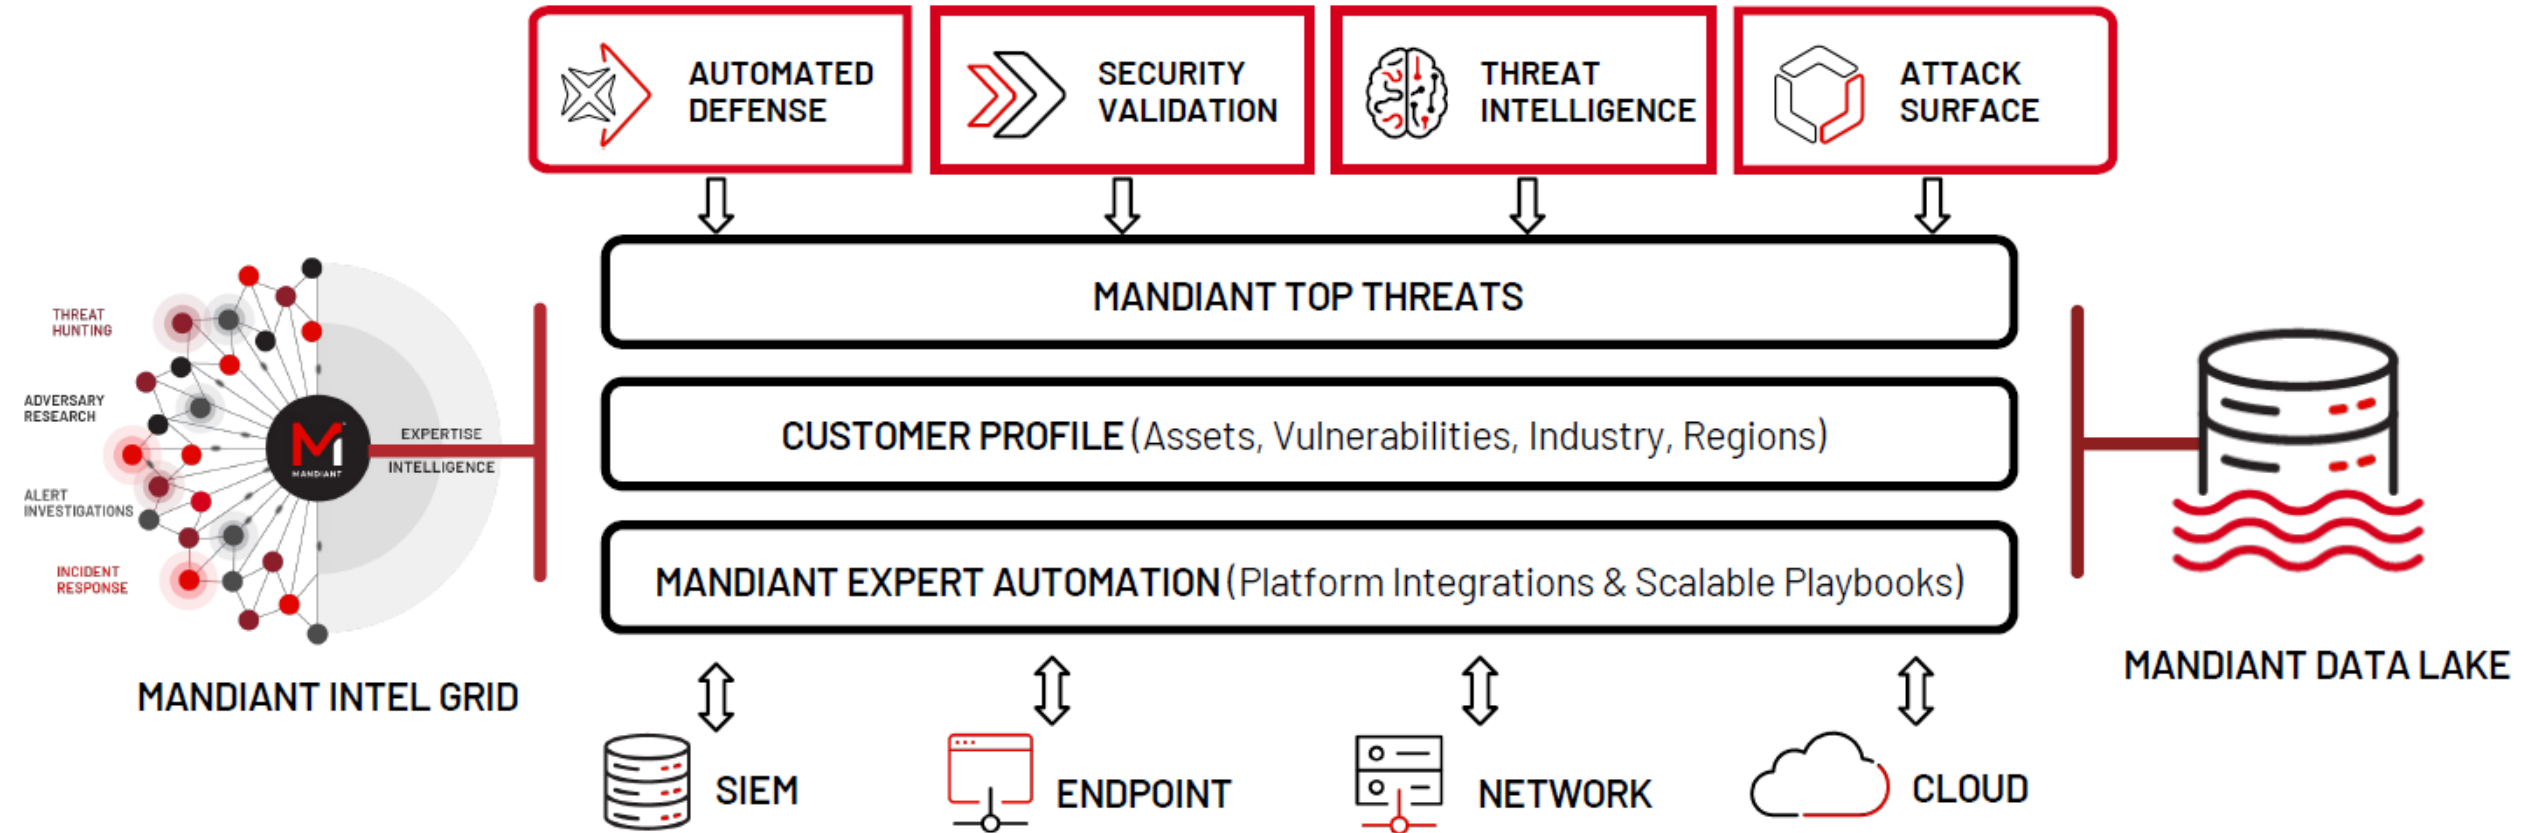 AUTOMATED
DEFENSE
SECURITY
VALIDATION
THREAT
INTELLIGENCE
ATTACK
SURFACE
MANDIANT TOP THREATS
CUSTOMER PROFILE (Assets, Vulnerabilities, Industry, Regions)
MANDIANT EXPERT AUTOMATION (Platform Integrations & Scalable Playbooks)
THREAT
HUNTING
ADVERSARY
RESEARCH
ALERT
INVESTIGATIONS
INCIDENT
RESPONSE
M
MANDIANT
EXPERTISE
INTELLIGENCE
MANDIANT INTEL GRID
MANDIANT DATA LAKE
SIEM
ENDPOINT
NETWORK
CLOUD